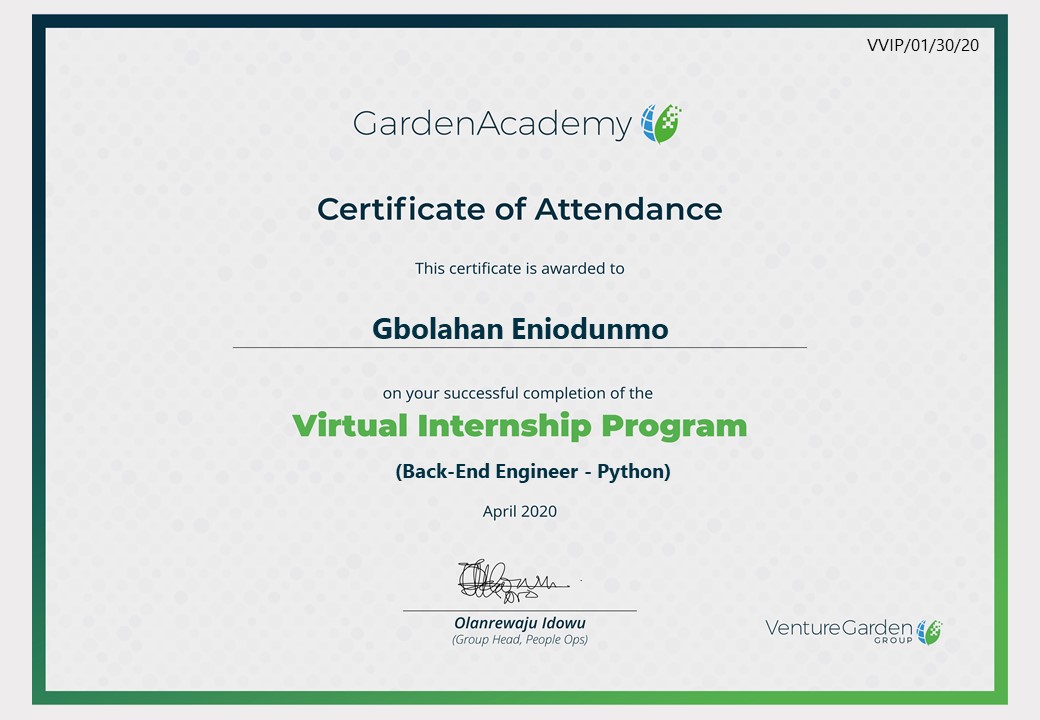 VVIP/01/30/20
GardenAcademy
Certificate of Attendance
This certificate is awarded to
Gbolahan Eniodunmo
on your successful completion of the
Virtual Internship Program
(Back-End Engineer - Python)
April 2020
Olanrewaju Idowu
(Group Head, People Ops)
VentureGarden
GROUP